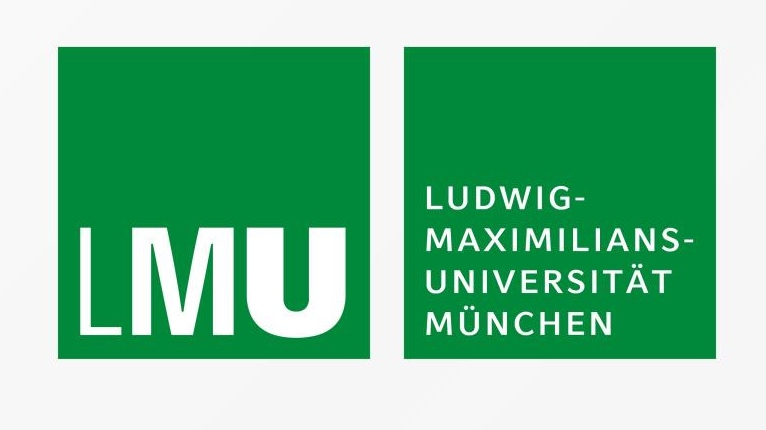 LMU
LUDWIG-
MAXIMILIANS-
UNIVERSITÄT
MÜNCHEN